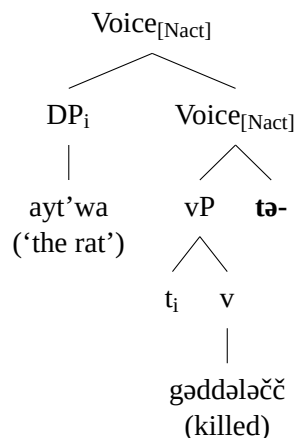 Voice[Nact]
DPi Voice[Nact]
ayt’wa vP tə-
(‘the rat’)
ti v
gəddələčč
(killed)